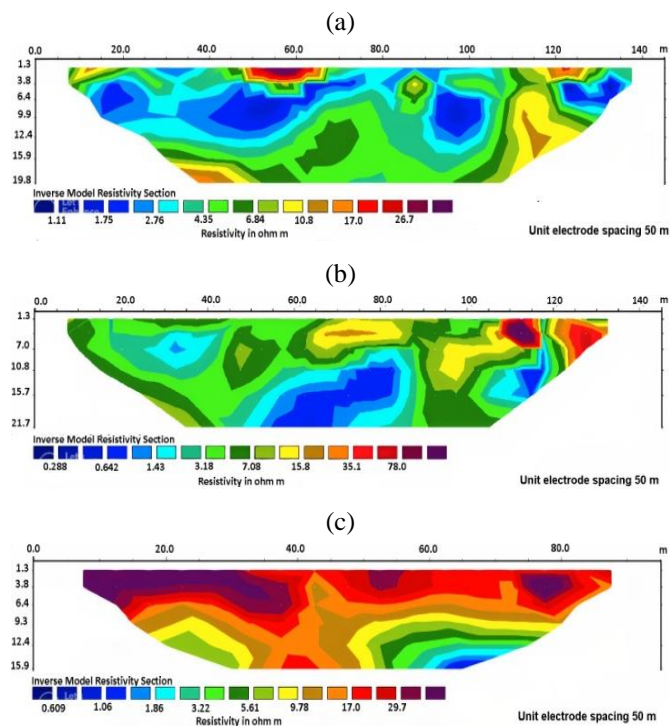 (a)
0.0 20.0 40.0 60.0 80.0 100.0 120.0 140.0 m
1.3
3.8
6.4
9.9
12.4
15.9
19.8
Inverse Model Resistivity Section
1.11 1.75 2.76 4.35 6.84 10.8 17.0 26.7
Resistivity in ohm m
Unit electrode spacing 50 m
(b)
0.0 20.0 40.0 60.0 80.0 100.0 120.0 145.0
m
1.3
7.0
10.8
15.7
21.7
Inverse Model Resistivity Section
0.288 0.642 1.43 3.18 7.08 15.8 35.1 78.0
Resistivity in ohm m
Unit electrode spacing 50 m
(c)
0.0 20.0 40.0 60.0 80.0
m
1.3
3.8
6.4
9.3
12.4
15.9
Inverse Model Resistivity Section
0.609 1.06 1.86 3.22 5.61 9.78 17.0 29.7
Resistivity in ohm m
Unit electrode spacing 50 m